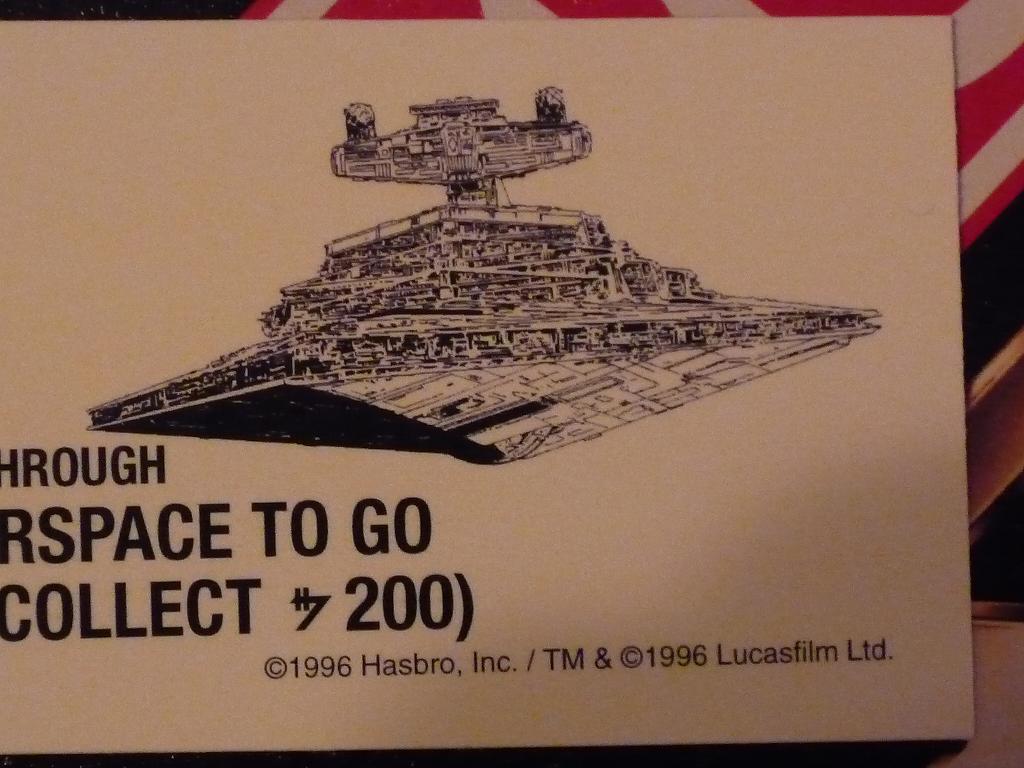 HROUGH
RSPACE TO GO
COLLECT 200)
©1996 Hasbro, Inc. / TM & ©1996 Lucasfilm Ltd.